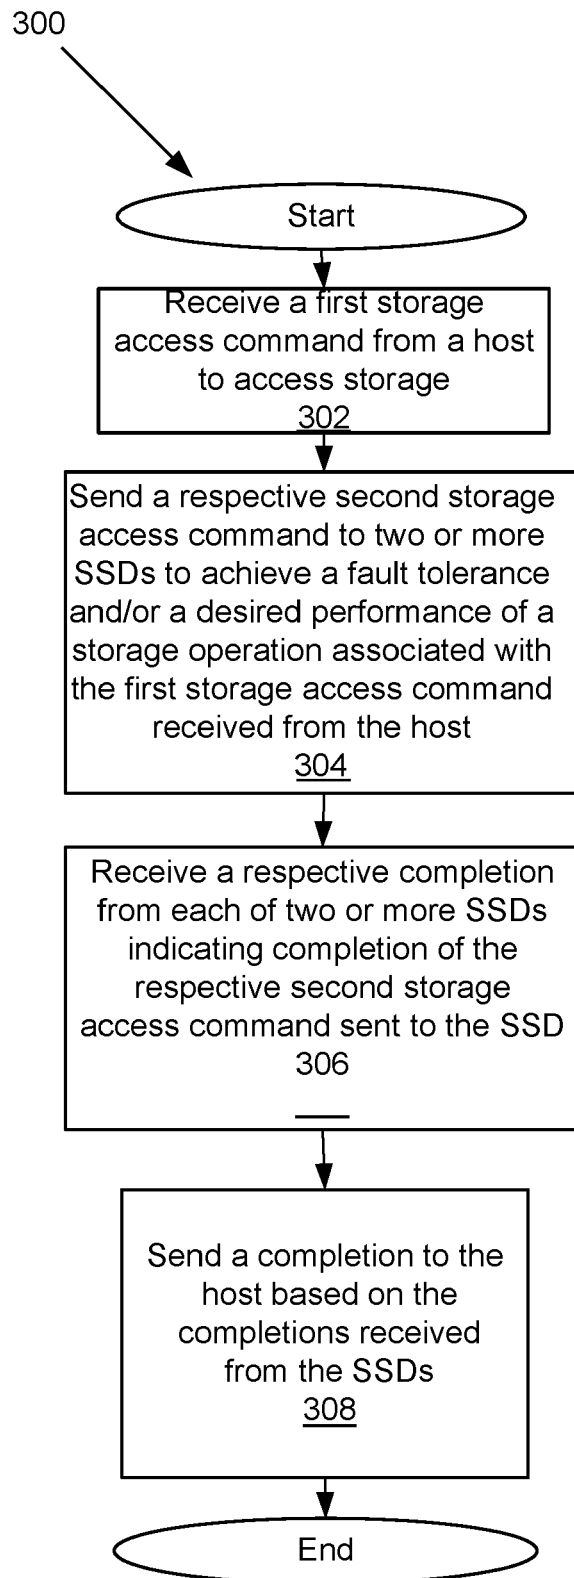 300
Start
Receive a first storage
access command from a host
to access storage
302
Send a respective second storage
access command to two or more
SSDs to achieve a fault tolerance
and/or a desired performance of a
storage operation associated with
the first storage access command
received from the host
304
Receive a respective completion
from each of two or more SSDs
indicating completion of the
respective second storage
access command sent to the SSD
306
Send a completion to the
host based on the
completions received
from the SSDs
308
End